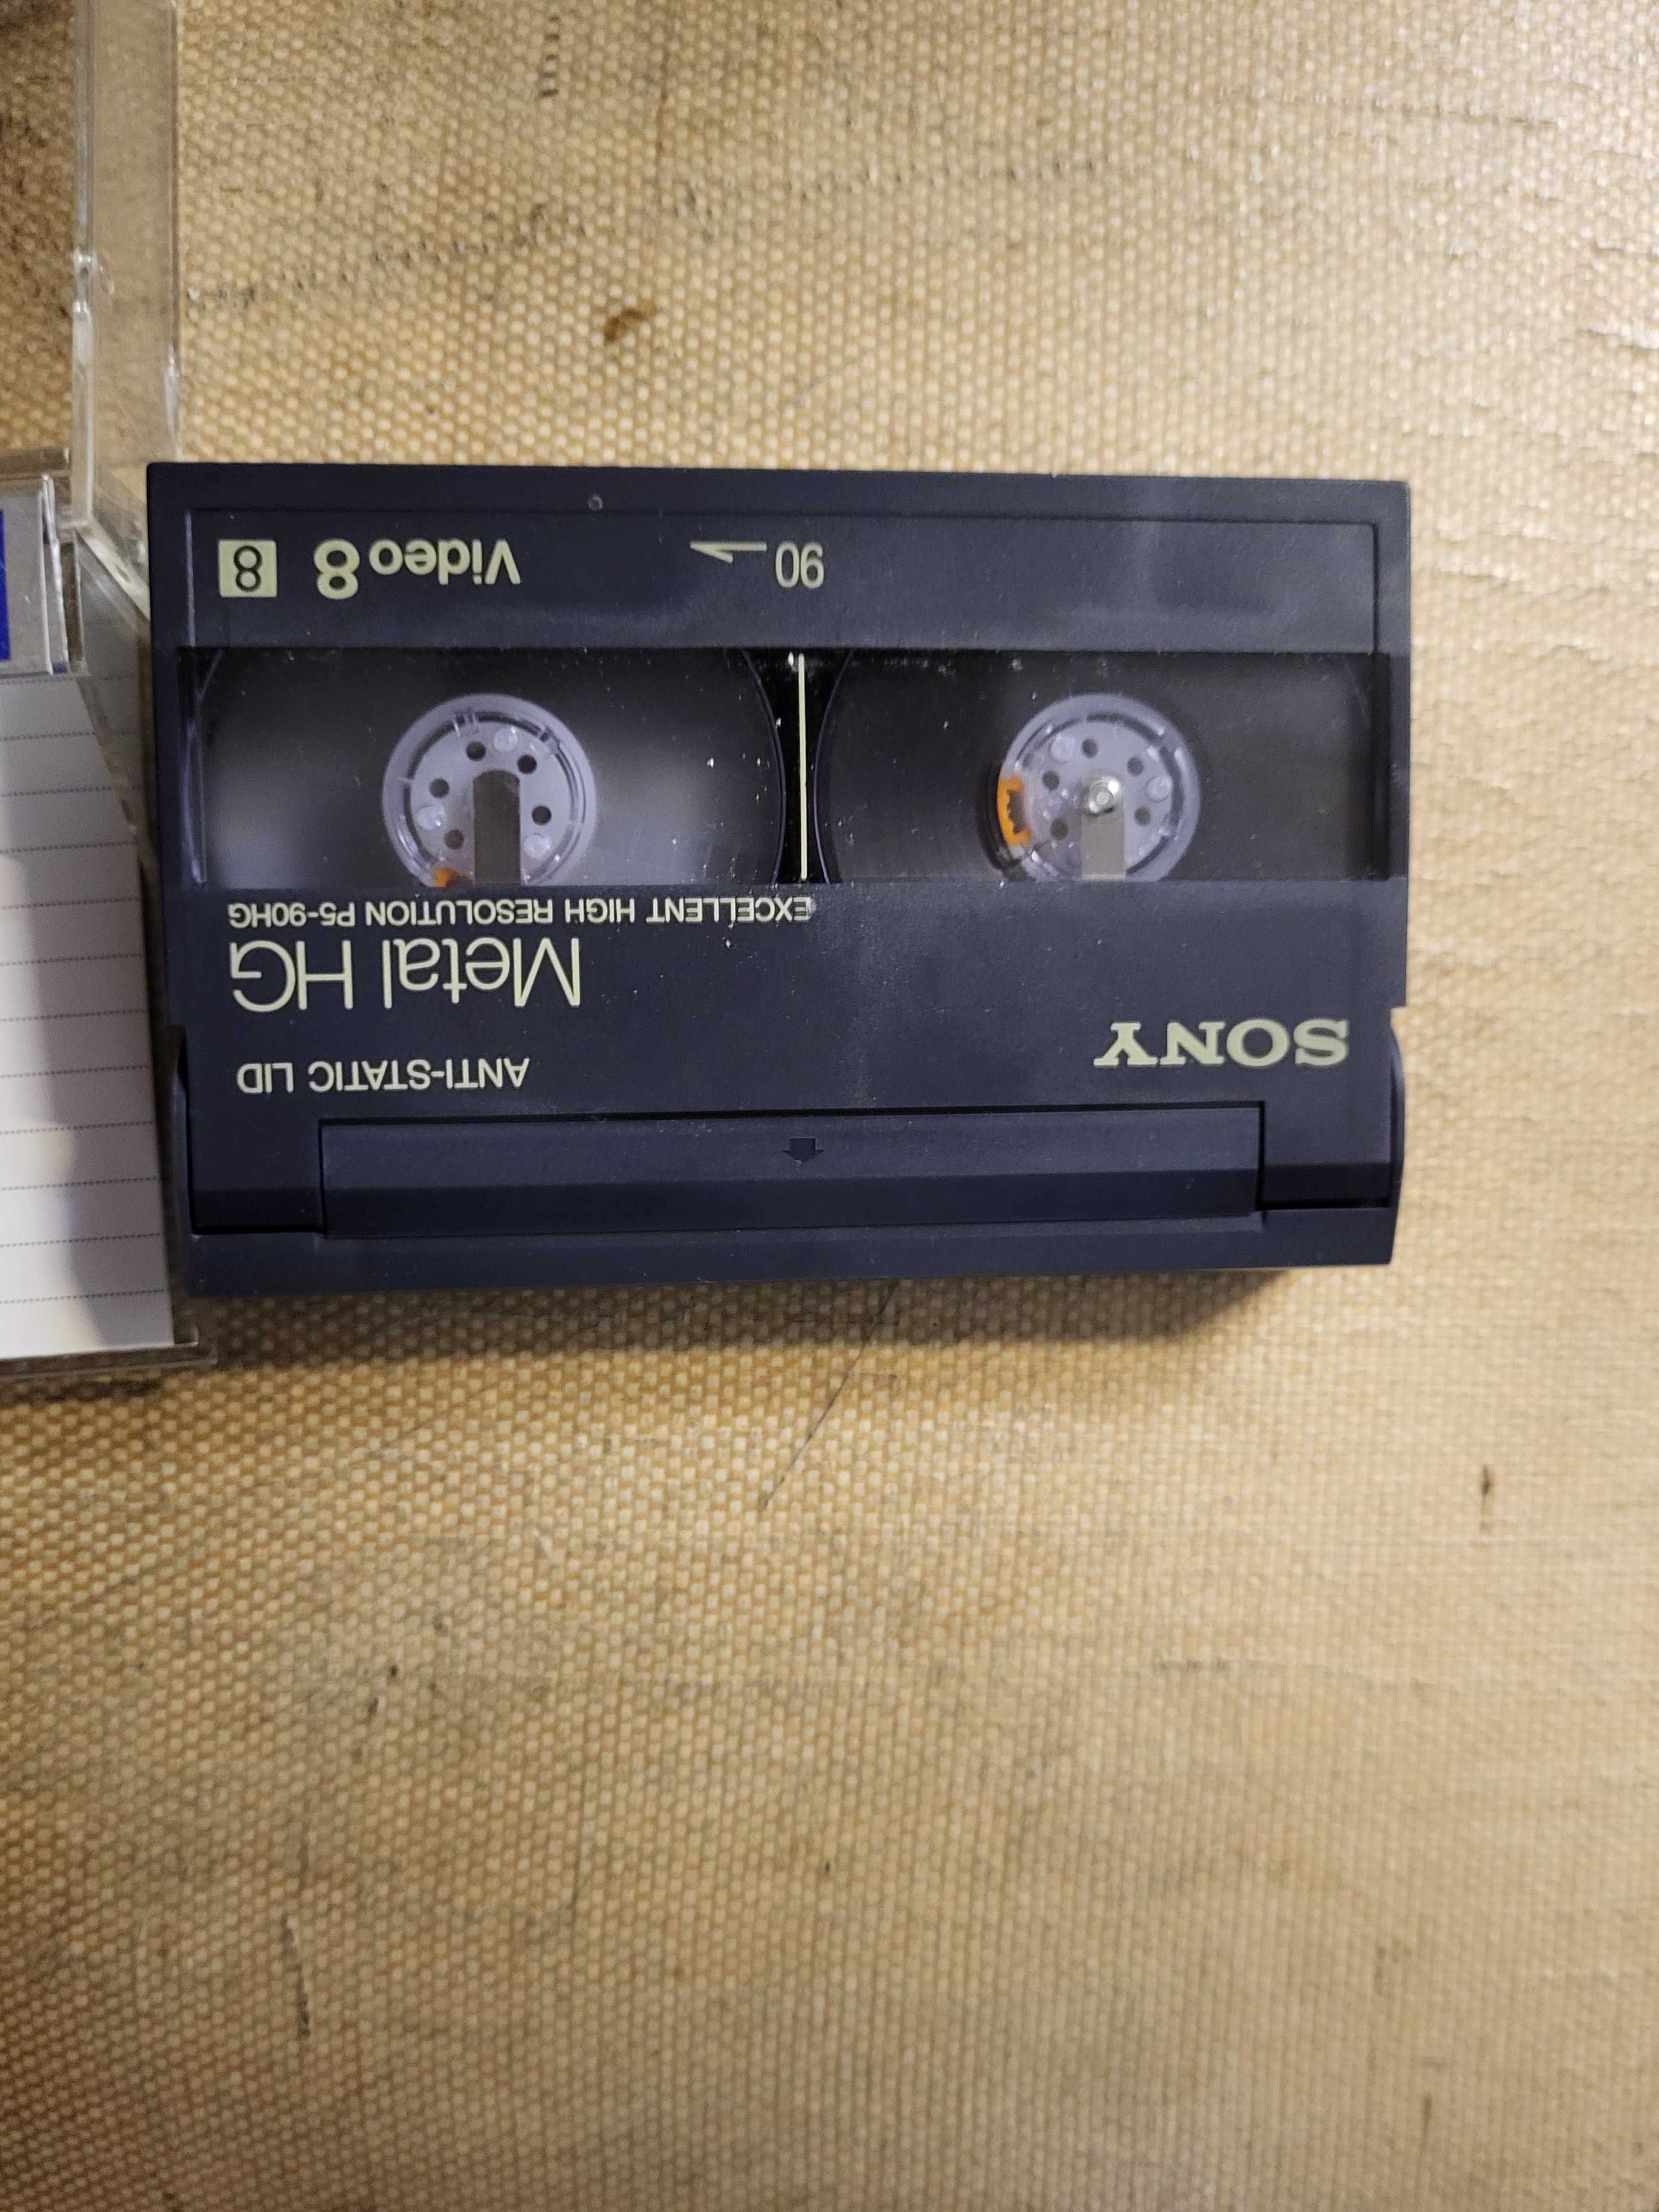 SONY
ANTI-STATIC LID
Metal HG
EXCELLENT HIGH RESOLUTION P5-90HG
90
Video 8 8